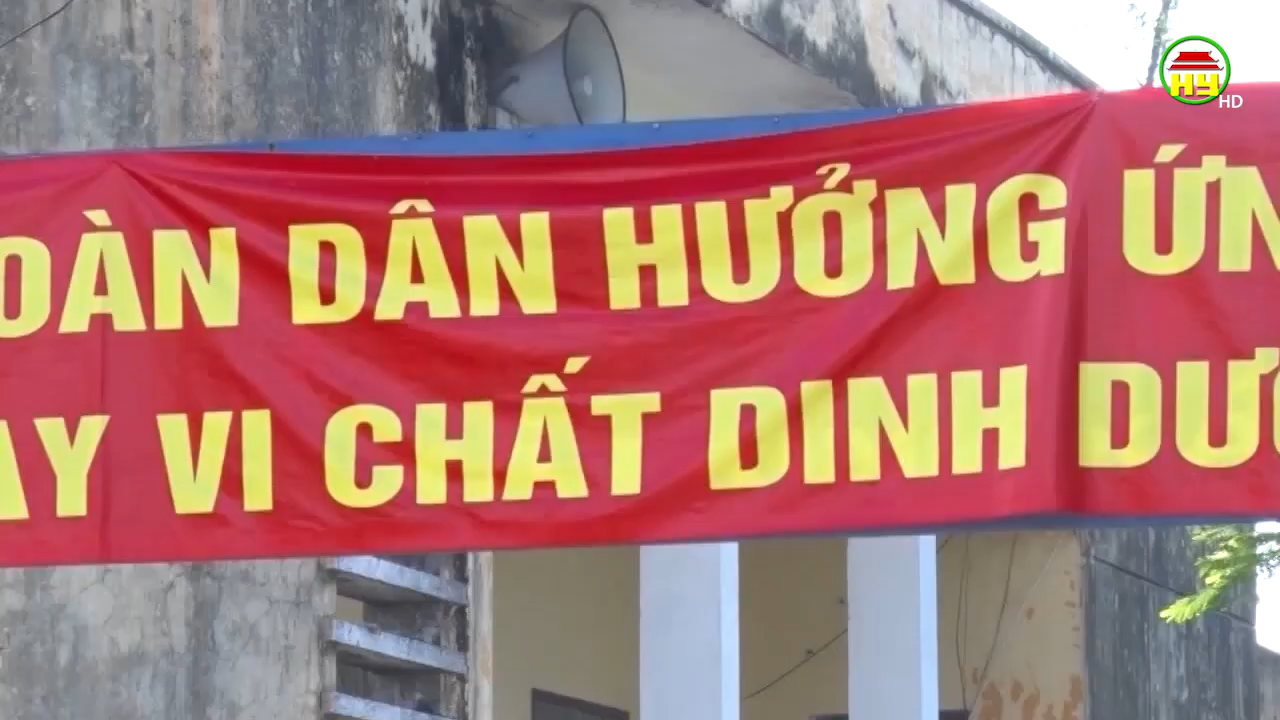 HY
HD
OÀN DÂN HƯỞNG ỨN
AY VI CHẤT DINH DƯ